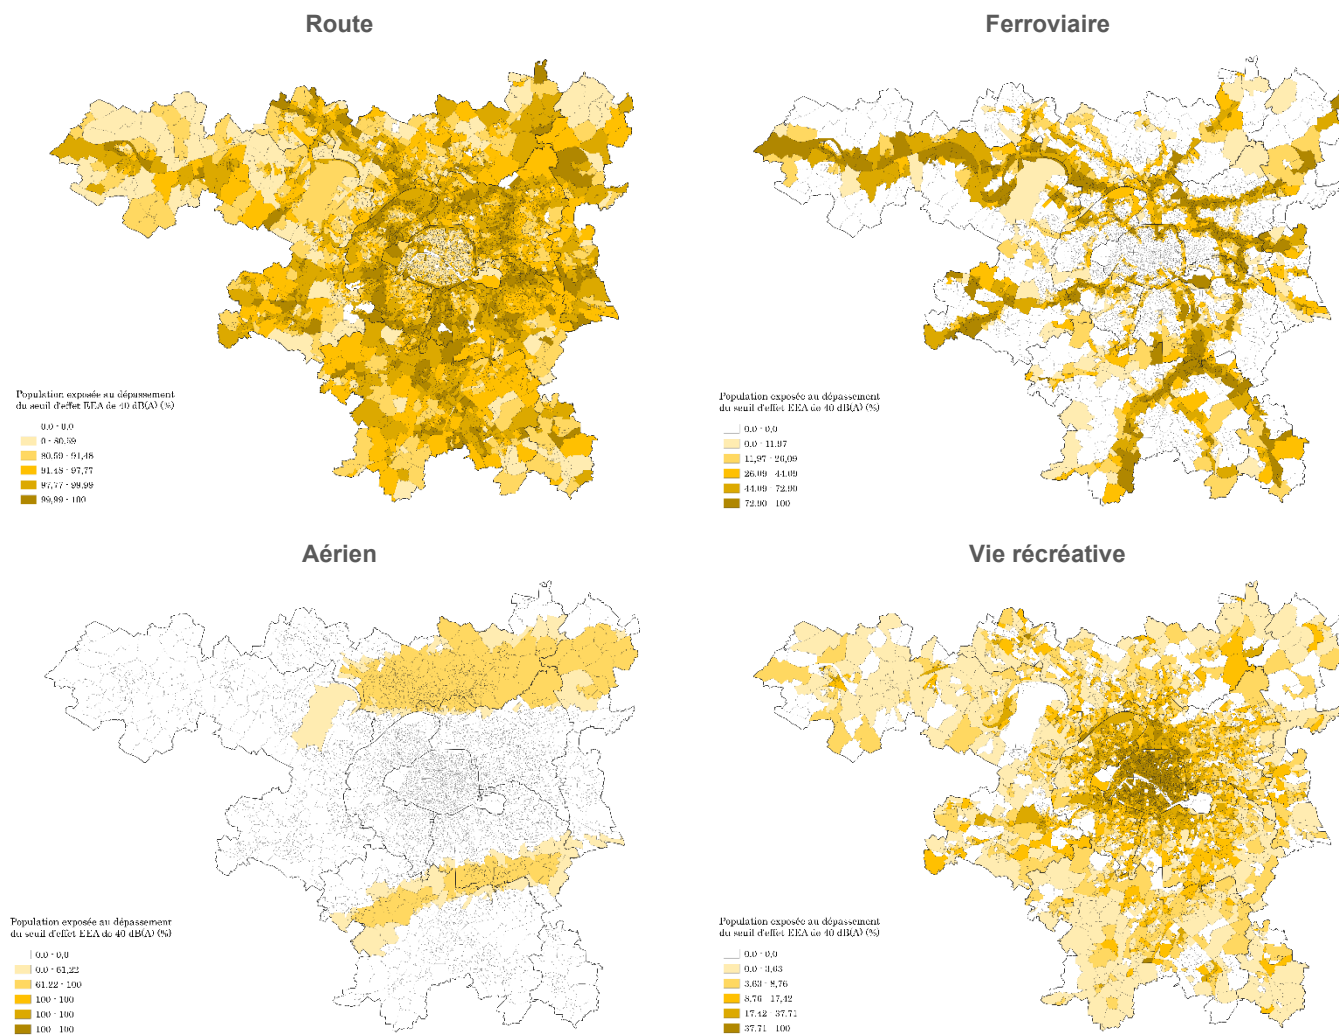 Route
Ferroviaire
Population exposée au dépassement
du seuil d'effet EEA de 40 dB(A) (%)
0.0 - 0.0
0 - 80,59
80.59 - 91,48
91.48 - 97,77
97,77 - 99,99
99,99 - 100
Population exposée au dépassement
du seuil d'effet EEA de 40 dB(A) (%)
0.0 - 0,0
0.0 - 11,97
11,97 - 26,09
26.09 - 44.09
44.09 - 72.90
72.90 - 100
Aérien
Vie récréative
Population exposée au dépassement
du seuil d'effet EEA de 40 dB(A) (%)
0.0 - 0,0
0.0 - 61,22
61.22 - 100
100 - 100
100 - 100
100 - 100
Population exposée au dépassement
du seuil d'effet EEA de 40 dB(A) (%)
0.0 - 0.0
0.0 - 3,63
3.63 - 8,76
8,76 - 17,42
17,42 - 37.71
37.71 - 100